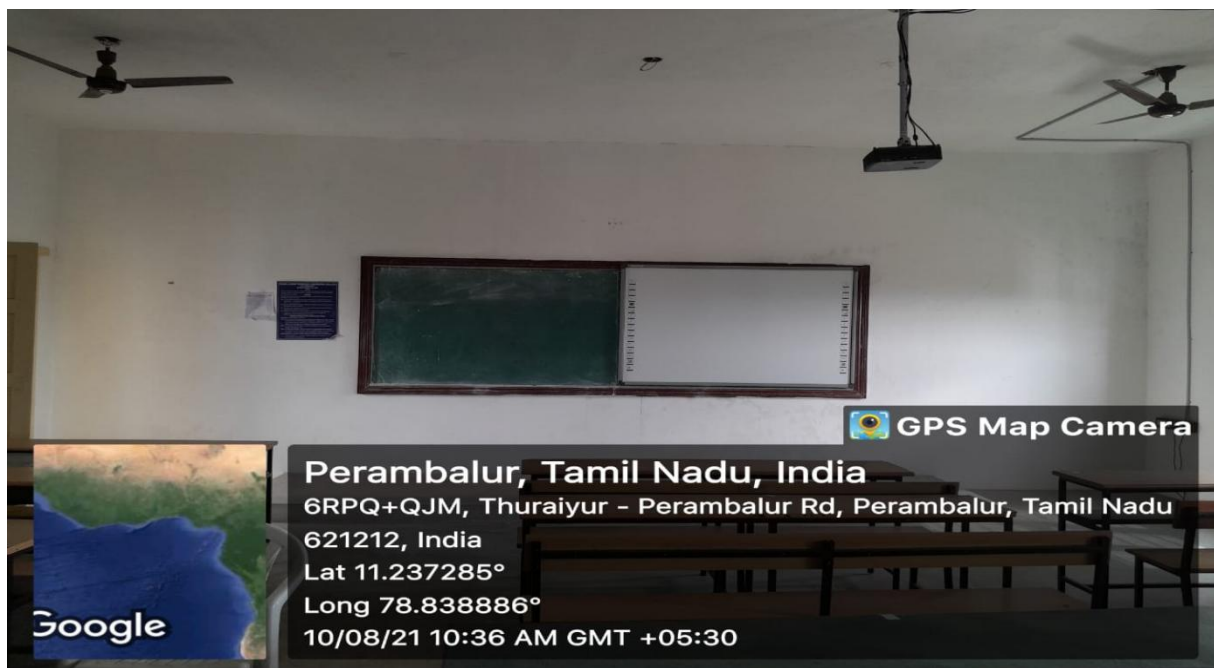 GPS Map Camera
Perambalur, Tamil Nadu, India
6RPQ+QJM, Thuraiyur - Perambalur Rd, Perambalur, Tamil Nadu
621212, India
Lat 11.237285°
Long 78.838886°
10/08/21 10:36 AM GMT +05:30
Google